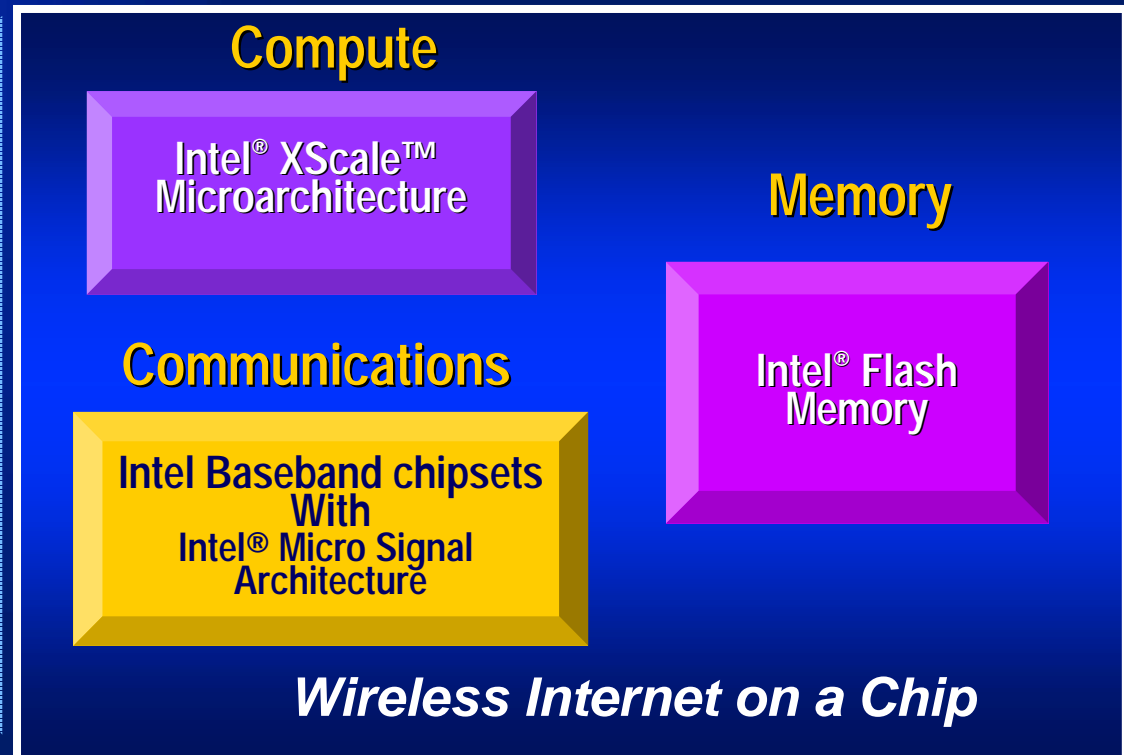 Compute
Intel® XScale™
Microarchitecture
Memory
Intel® Flash
Memory
Communications
Intel Baseband chipsets
With
Intel® Micro Signal
Architecture
Wireless Internet on a Chip